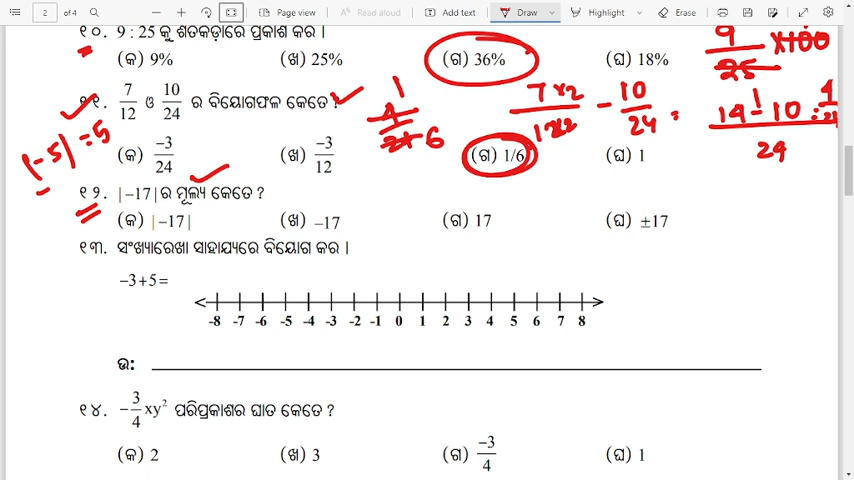 2 of 4 Page view Add text Draw Highlight Erase
୧୦. 9 : 25 କୁ ଶତକଡ଼ାରେ ପ୍ରକାଶ କର ।
(କ) 9% (ଖ) 25% (ଗ) 36% (ଘ) 18%
9/25 ×100
୧୧. 7/12 ଓ 10/24 ର ବିୟୋଗଫଳ କେତେ ?
1 4/24 6
7×2/12×2 − 10/24 = 14 − 10/24
(କ) −3/24 (ଖ) −3/12 (ଗ) 1/6 (ଘ) 1
|−5| = 5
୧୨. |−17| ର ମୂଲ୍ୟ କେତେ ?
(କ) |−17| (ଖ) −17 (ଗ) 17 (ଘ) ±17
୧୩. ସଂଖ୍ୟାରେଖା ସାହାଯ୍ୟରେ ବିୟୋଗ କର ।
−3+5=
-8 -7 -6 -5 -4 -3 -2 -1 0 1 2 3 4 5 6 7 8
ଉ:
୧୪. −3/4 xy² ପରିପ୍ରକାଶର ଘାତ କେତେ ?
(କ) 2 (ଖ) 3 (ଗ) −3/4 (ଘ) 1